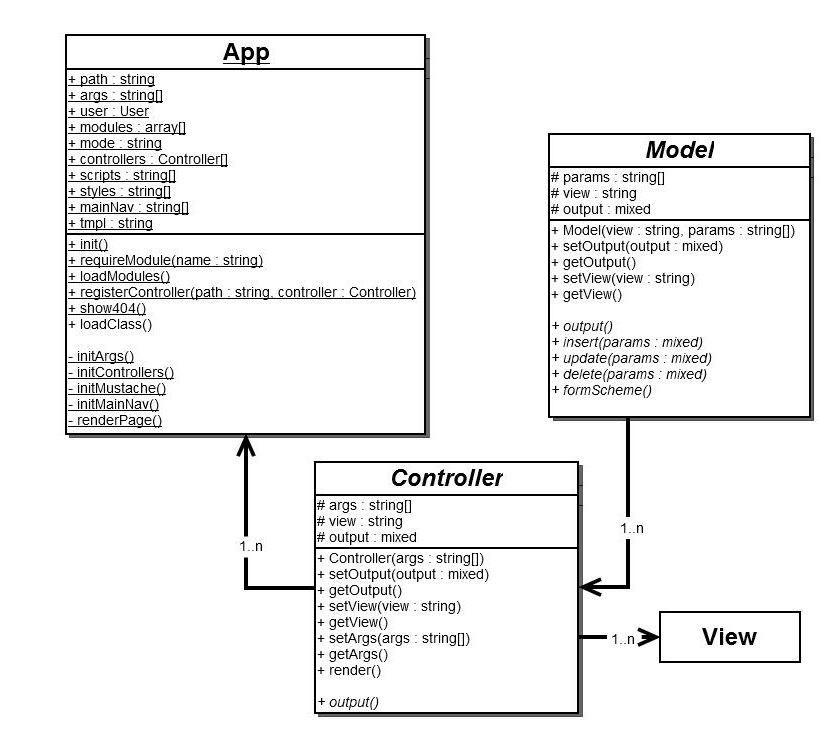 App
+ path : string
+ args : string[]
+ user : User
+ modules : array[]
+ mode : string
+ controllers : Controller[]
+ scripts : string[]
+ styles : string[]
+ mainNav : string[]
+ tmpl : string
+ init()
+ requireModule(name : string)
+ loadModules()
+ registerController(path : string, controller : Controller)
+ show404()
+ loadClass()
- initArgs()
- initControllers()
- initMustache()
- initMainNav()
- renderPage()
Model
# params : string[]
# view : string
# output : mixed
+ Model(view : string, params : string[])
+ setOutput(output : mixed)
+ getOutput()
+ setView(view : string)
+ getView()
+ output()
+ insert(params : mixed)
+ update(params : mixed)
+ delete(params : mixed)
+ formScheme()
1..n
Controller
# args : string[]
# view : string
# output : mixed
+ Controller(args : string[])
+ setOutput(output : mixed)
+ getOutput()
+ setView(view : string)
+ getView()
+ setArgs(args : string[])
+ getArgs()
+ render()
+ output()
1..n
1..n
View